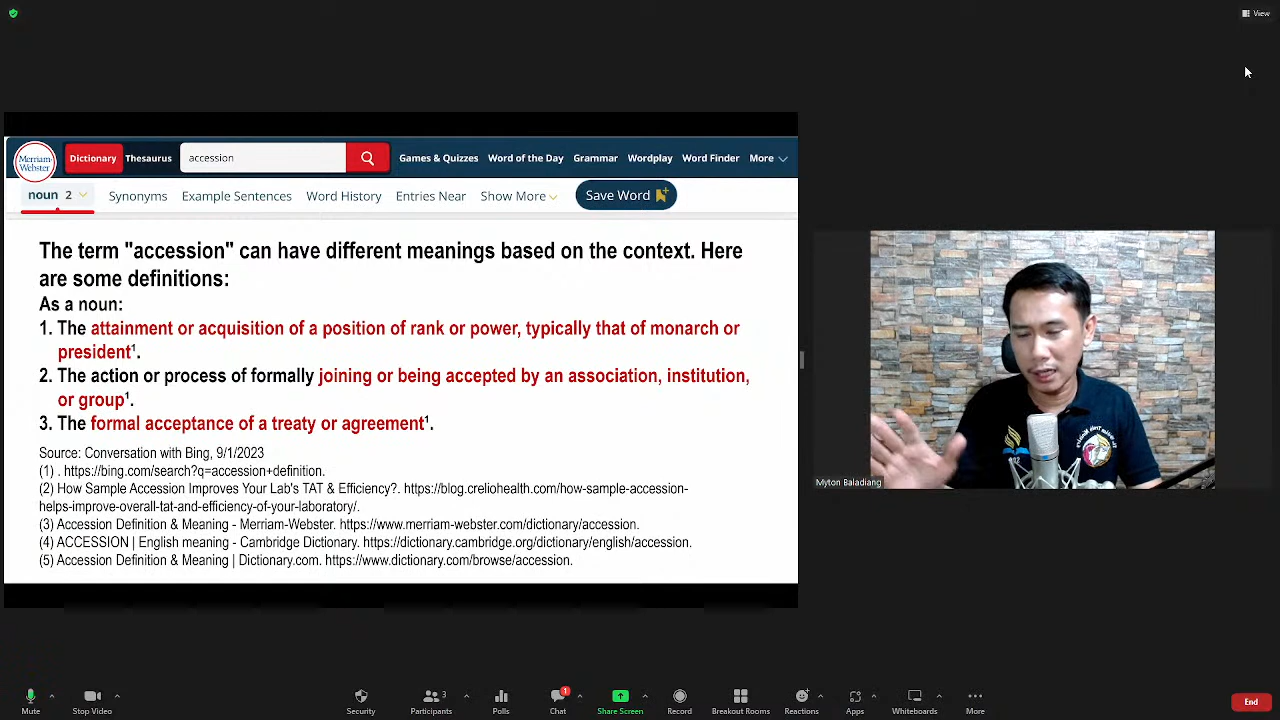 View
Merriam-Webster
Dictionary Thesaurus accession Games & Quizzes Word of the Day Grammar Wordplay Word Finder More
noun 2 Synonyms Example Sentences Word History Entries Near Show More Save Word
The term "accession" can have different meanings based on the context. Here
are some definitions:
As a noun:
1. The attainment or acquisition of a position of rank or power, typically that of monarch or
president¹.
2. The action or process of formally joining or being accepted by an association, institution,
or group¹.
3. The formal acceptance of a treaty or agreement¹.
Source: Conversation with Bing, 9/1/2023
(1) . https://bing.com/search?q=accession+definition.
(2) How Sample Accession Improves Your Lab's TAT & Efficiency?. https://blog.creliohealth.com/how-sample-accession-
helps-improve-overall-tat-and-efficiency-of-your-laboratory/.
(3) Accession Definition & Meaning - Merriam-Webster. https://www.merriam-webster.com/dictionary/accession.
(4) ACCESSION | English meaning - Cambridge Dictionary. https://dictionary.cambridge.org/dictionary/english/accession.
(5) Accession Definition & Meaning | Dictionary.com. https://www.dictionary.com/browse/accession.
Myton Baladiang
3 1
Mute Stop Video Security Participants Polls Chat Share Screen Record Breakout Rooms Reactions Apps Whiteboards More End